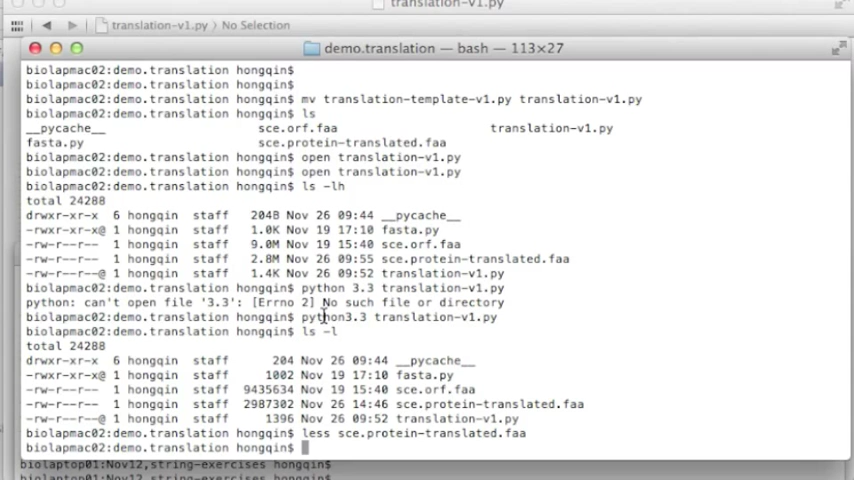 translation-v1.py
translation-v1.py 〉 No Selection
demo.translation — bash — 113×27
biolapmac02:demo.translation hongqin$
biolapmac02:demo.translation hongqin$
biolapmac02:demo.translation hongqin$ mv translation-template-v1.py translation-v1.py
biolapmac02:demo.translation hongqin$ ls
__pycache__ sce.orf.faa translation-v1.py
fasta.py sce.protein-translated.faa
biolapmac02:demo.translation hongqin$ open translation-v1.py
biolapmac02:demo.translation hongqin$ open translation-v1.py
biolapmac02:demo.translation hongqin$ ls -lh
total 24288
drwxr-xr-x 6 hongqin staff 204B Nov 26 09:44 __pycache__
-rw-r--r--@ 1 hongqin staff 1.0K Nov 19 17:10 fasta.py
-rw-r--r-- 1 hongqin staff 9.0M Nov 19 15:40 sce.orf.faa
-rw-r--r-- 1 hongqin staff 2.8M Nov 26 09:55 sce.protein-translated.faa
-rw-r--r--@ 1 hongqin staff 1.4K Nov 26 09:52 translation-v1.py
biolapmac02:demo.translation hongqin$ python 3.3 translation-v1.py
python: can't open file '3.3': [Errno 2] No such file or directory
biolapmac02:demo.translation hongqin$ python3.3 translation-v1.py
biolapmac02:demo.translation hongqin$ ls -l
total 24288
drwxr-xr-x 6 hongqin staff 204 Nov 26 09:44 __pycache__
-rw-r--r--@ 1 hongqin staff 1002 Nov 19 17:10 fasta.py
-rw-r--r-- 1 hongqin staff 9435634 Nov 19 15:40 sce.orf.faa
-rw-r--r-- 1 hongqin staff 2987302 Nov 26 14:46 sce.protein-translated.faa
-rw-r--r--@ 1 hongqin staff 1396 Nov 26 09:52 translation-v1.py
biolapmac02:demo.translation hongqin$ less sce.protein-translated.faa
biolapmac02:demo.translation hongqin$
biolaptop01:Nov12,string-exercises hongqin$
biolaptop01:Nov12,string-exercises hongqin$